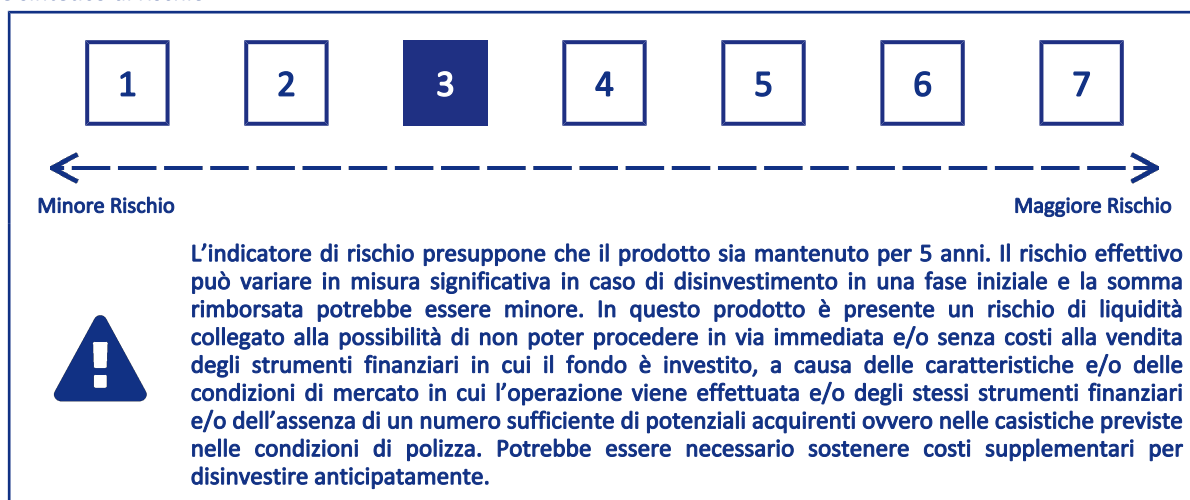 1 2 3 4 5 6 7
Minore Rischio Maggiore Rischio
L'indicatore di rischio presuppone che il prodotto sia mantenuto per 5 anni. Il rischio effettivo
può variare in misura significativa in caso di disinvestimento in una fase iniziale e la somma
rimborsata potrebbe essere minore. In questo prodotto è presente un rischio di liquidità
collegato alla possibilità di non poter procedere in via immediata e/o senza costi alla vendita
degli strumenti finanziari in cui il fondo è investito, a causa delle caratteristiche e/o delle
condizioni di mercato in cui l'operazione viene effettuata e/o degli stessi strumenti finanziari
e/o dell'assenza di un numero sufficiente di potenziali acquirenti ovvero nelle casistiche previste
nelle condizioni di polizza. Potrebbe essere necessario sostenere costi supplementari per
disinvestire anticipatamente.